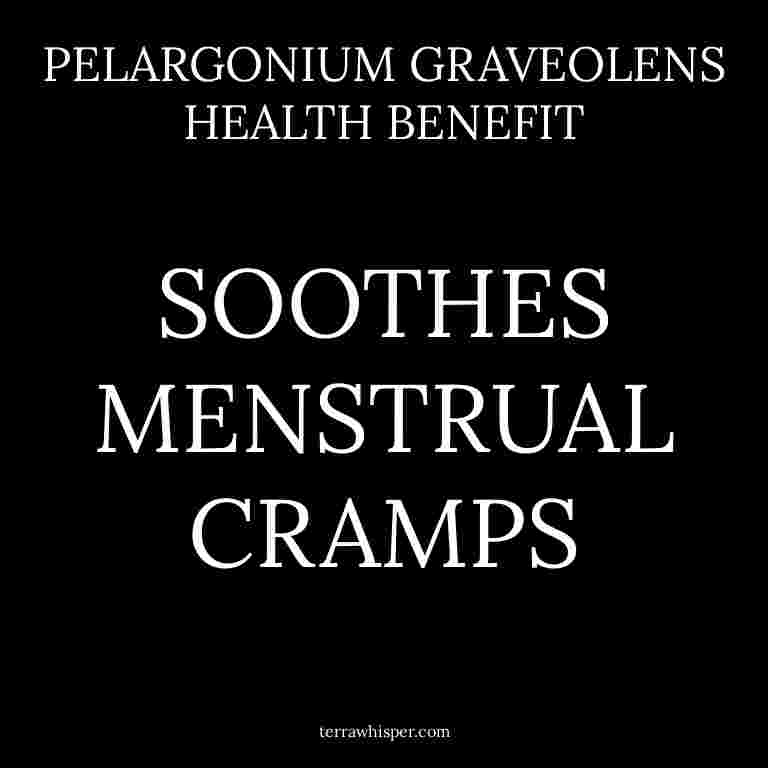 PELARGONIUM GRAVEOLENS
HEALTH BENEFIT
SOOTHES
MENSTRUAL
CRAMPS
terrawhisper.com